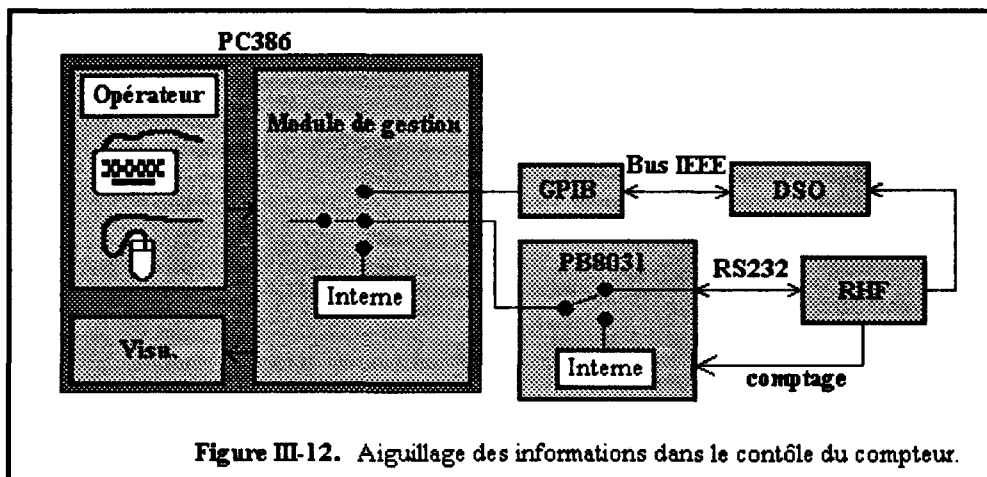 PC386
Opérateur
Module de gestion
Interne
Visu.
GPIB
Bus IEEE
DSO
PB8031
RS232
RHF
Interne
comptage
Figure III-12. Aiguillage des informations dans le contôle du compteur.